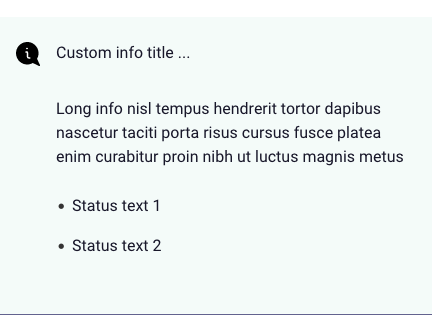 Custom info title ...
Long info nisl tempus hendrerit tortor dapibus
nascetur taciti porta risus cursus fusce platea
enim curabitur proin nibh ut luctus magnis metus
• Status text 1
• Status text 2